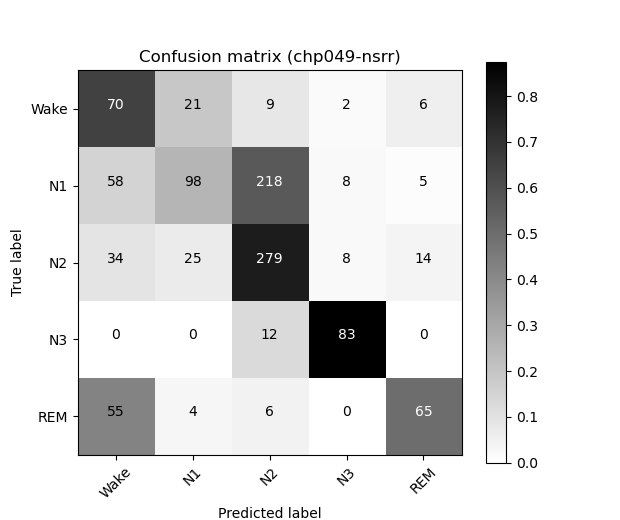 Confusion matrix (chp049-nsrr)
Wake 70 21 9 2 6
N1 58 98 218 8 5
N2 34 25 279 8 14
N3 0 0 12 83 0
REM 55 4 6 0 65
Wake N1 N2 N3 REM
True label
Predicted label
0.8
0.7
0.6
0.5
0.4
0.3
0.2
0.1
0.0